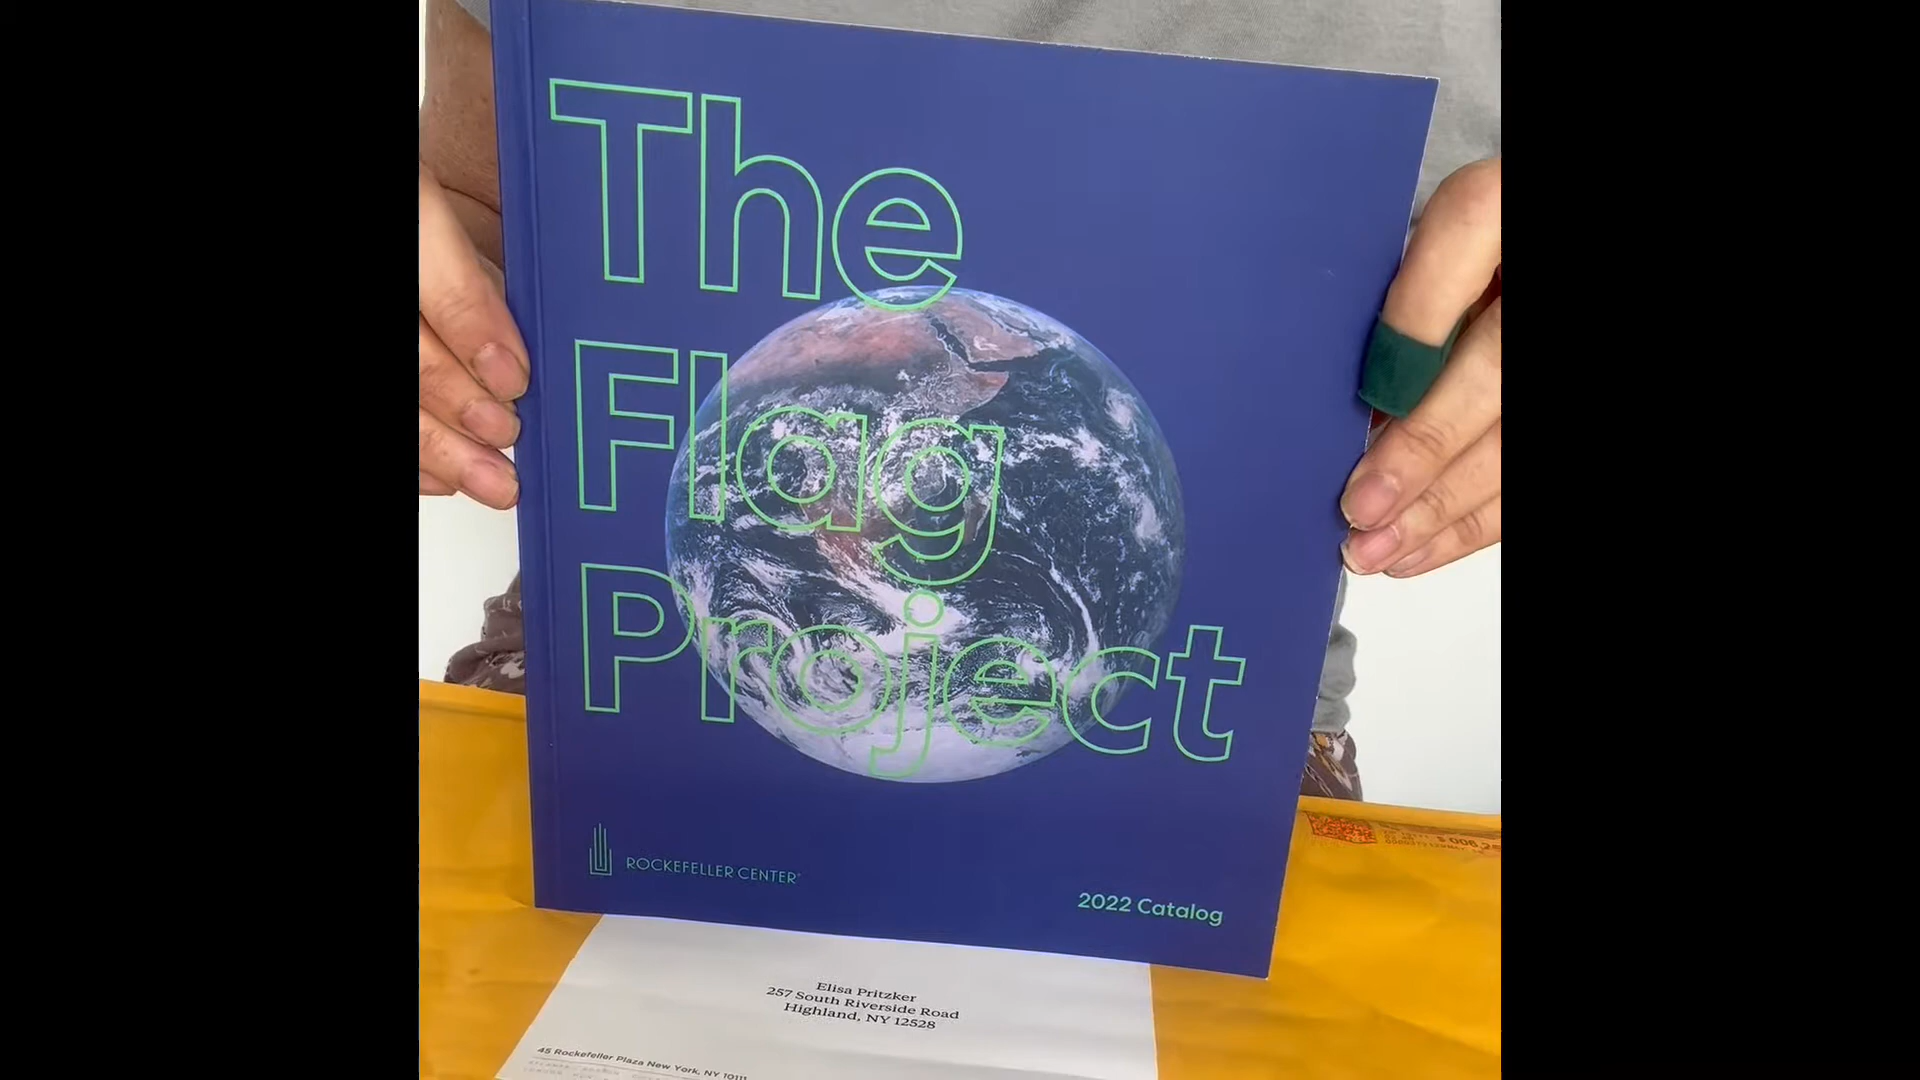 The
Flag
Project
ROCKEFELLER CENTER
2022 Catalog
Elisa Pritzker
257 South Riverside Road
Highland, NY 12528
45 Rockefeller Plaza New York, NY 10111